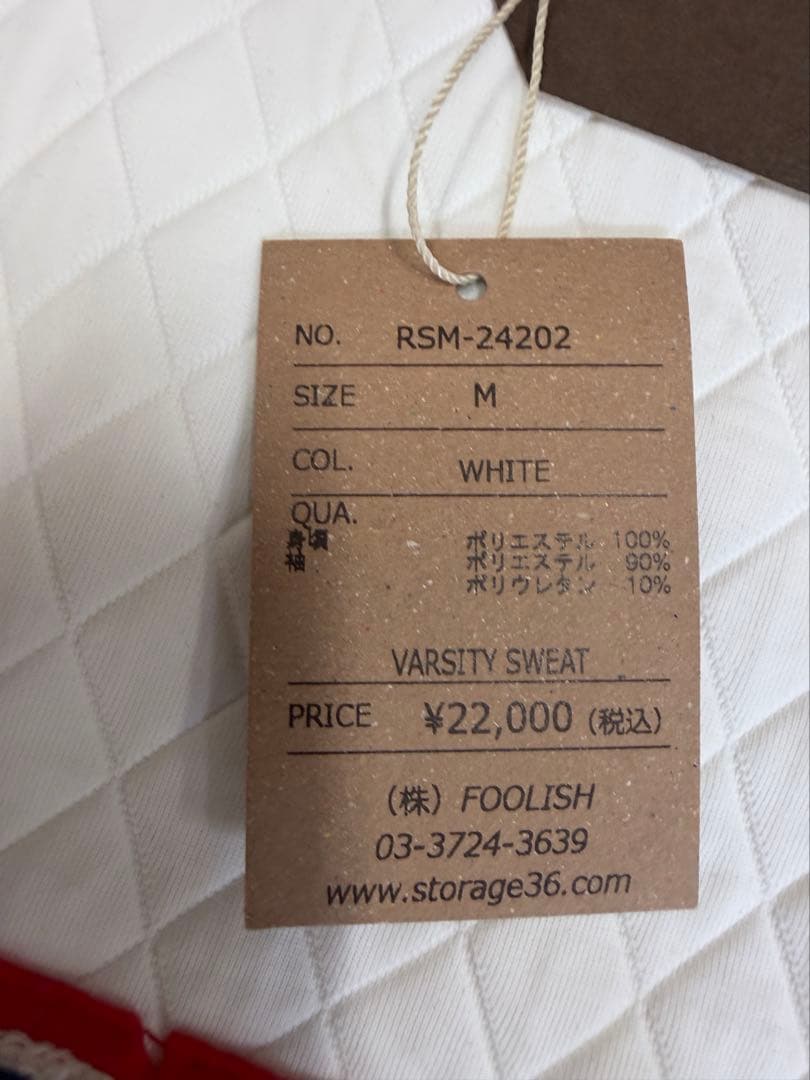 NO. RSM-24202
SIZE M
COL. WHITE
QUA.
身頃 ポリエステル 100%
袖 ポリエステル 90%
ポリウレタン 10%
VARSITY SWEAT
PRICE ¥22,000 (税込)
(株) FOOLISH
03-3724-3639
www.storage36.com